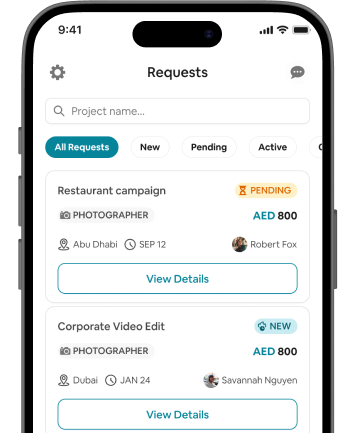 9:41
Requests
Project name...
All Requests New Pending Active
Restaurant campaign PENDING
PHOTOGRAPHER AED 800
Abu Dhabi SEP 12 Robert Fox
View Details
Corporate Video Edit NEW
PHOTOGRAPHER AED 800
Dubai JAN 24 Savannah Nguyen
View Details